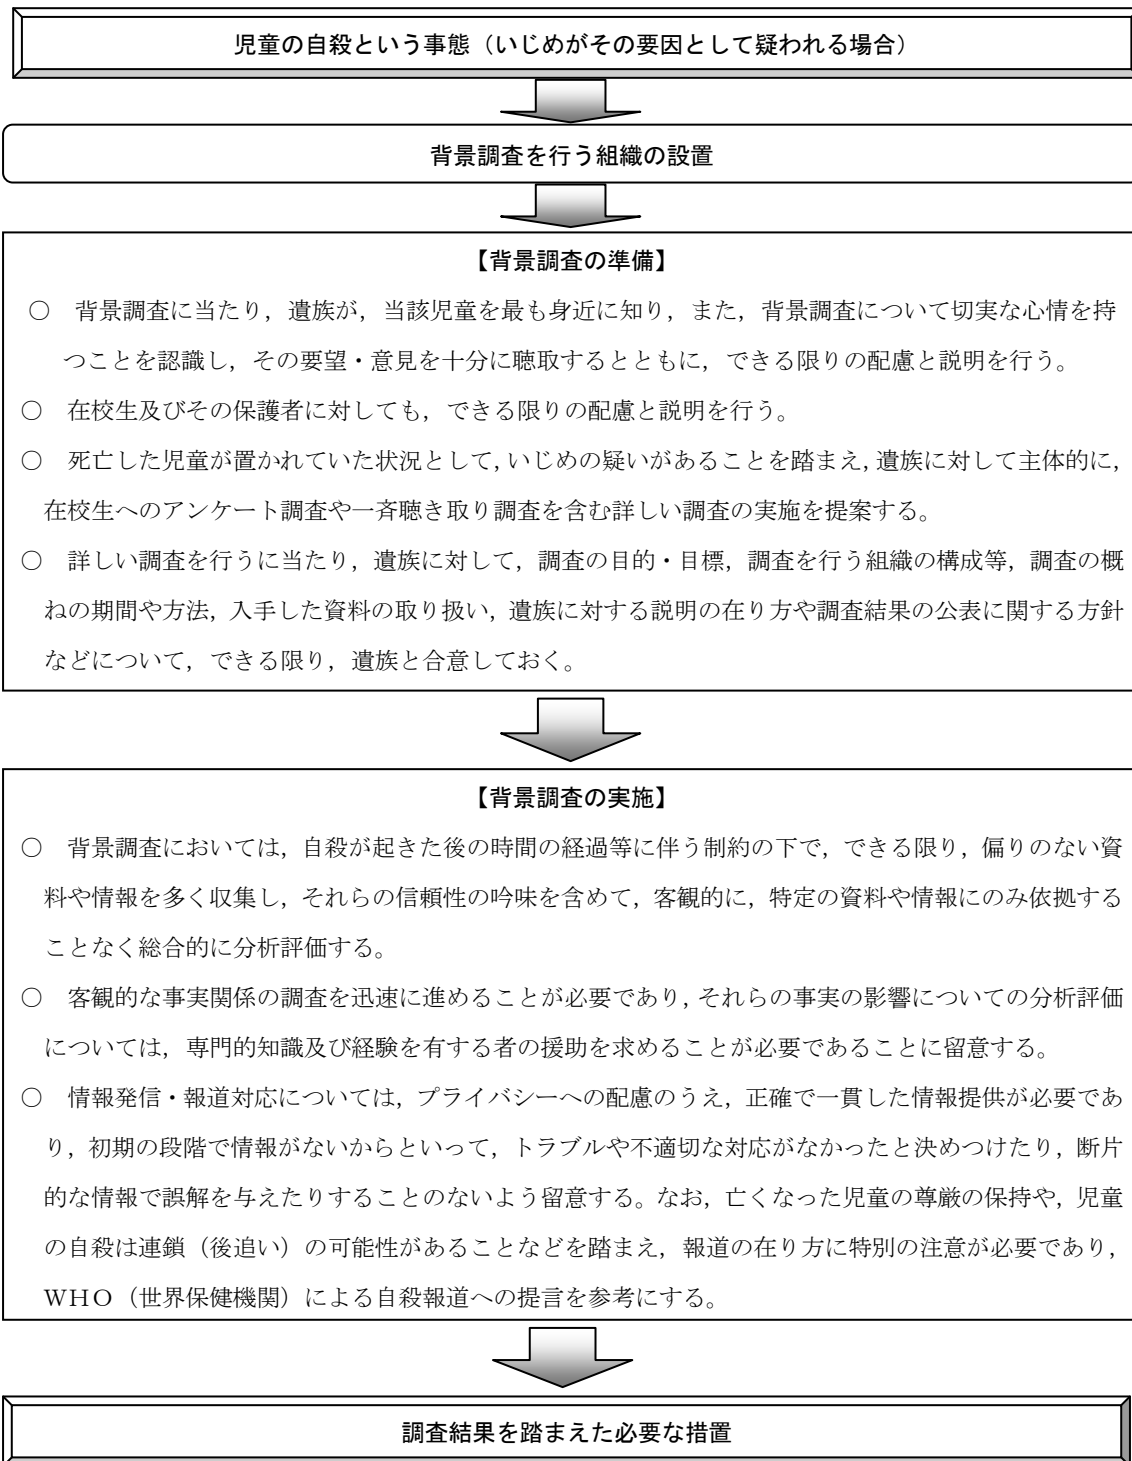 児童の自殺という事態（いじめがその要因として疑われる場合）
背景調査を行う組織の設置
【背景調査の準備】
○　背景調査に当たり，遺族が，当該児童を最も身近に知り，また，背景調査について切実な心情を持
つことを認識し，その要望・意見を十分に聴取するとともに，できる限りの配慮と説明を行う。
○　在校生及びその保護者に対しても，できる限りの配慮と説明を行う。
○　死亡した児童が置かれていた状況として，いじめの疑いがあることを踏まえ，遺族に対して主体的に，
在校生へのアンケート調査や一斉聴き取り調査を含む詳しい調査の実施を提案する。
○　詳しい調査を行うに当たり，遺族に対して，調査の目的・目標，調査を行う組織の構成等，調査の概
ねの期間や方法，入手した資料の取り扱い，遺族に対する説明の在り方や調査結果の公表に関する方針
などについて，できる限り，遺族と合意しておく。
【背景調査の実施】
○　背景調査においては，自殺が起きた後の時間の経過等に伴う制約の下で，できる限り，偏りのない資
料や情報を多く収集し，それらの信頼性の吟味を含めて，客観的に，特定の資料や情報にのみ依拠する
ことなく総合的に分析評価する。
○　客観的な事実関係の調査を迅速に進めることが必要であり，それらの事実の影響についての分析評価
については，専門的知識及び経験を有する者の援助を求めることが必要であることに留意する。
○　情報発信・報道対応については，プライバシーへの配慮のうえ，正確で一貫した情報提供が必要であ
り，初期の段階で情報がないからといって，トラブルや不適切な対応がなかったと決めつけたり，断片
的な情報で誤解を与えたりすることのないよう留意する。なお，亡くなった児童の尊厳の保持や，児童
の自殺は連鎖（後追い）の可能性があることなどを踏まえ，報道の在り方に特別の注意が必要であり，
ＷＨＯ（世界保健機関）による自殺報道への提言を参考にする。
調査結果を踏まえた必要な措置